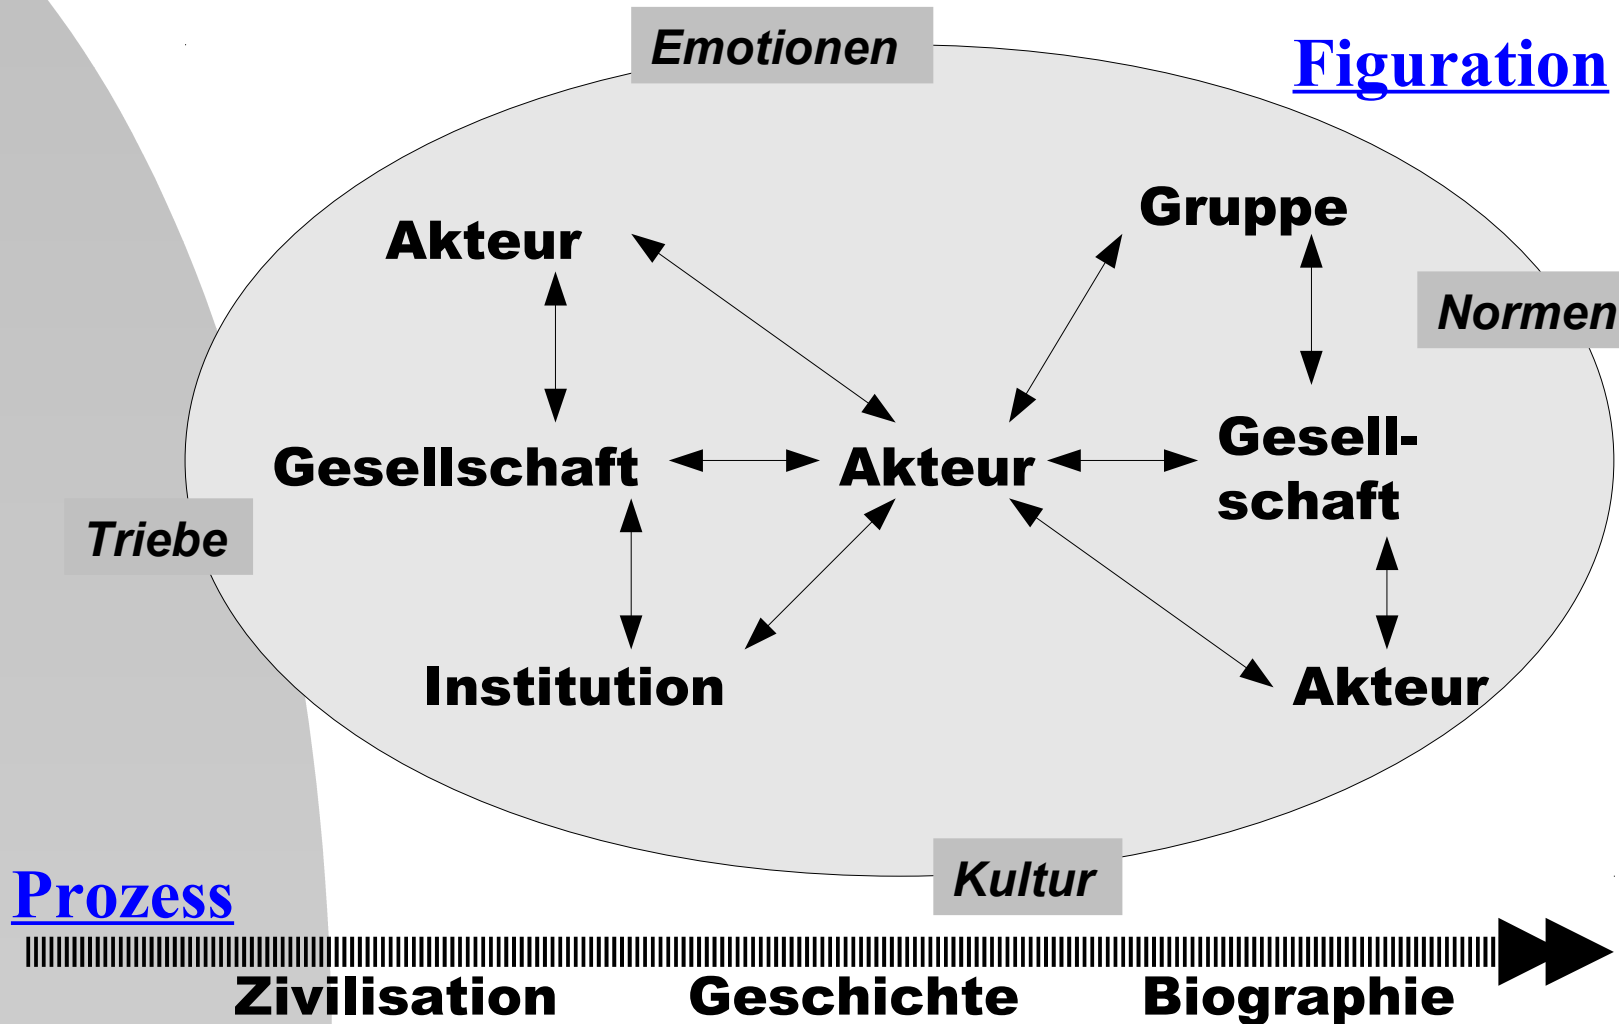 Emotionen
Figuration
Gruppe
Akteur
Normen
Gesell-
schaft
Gesellschaft
Akteur
Triebe
Institution
Akteur
Kultur
Prozess
Zivilisation
Geschichte
Biographie